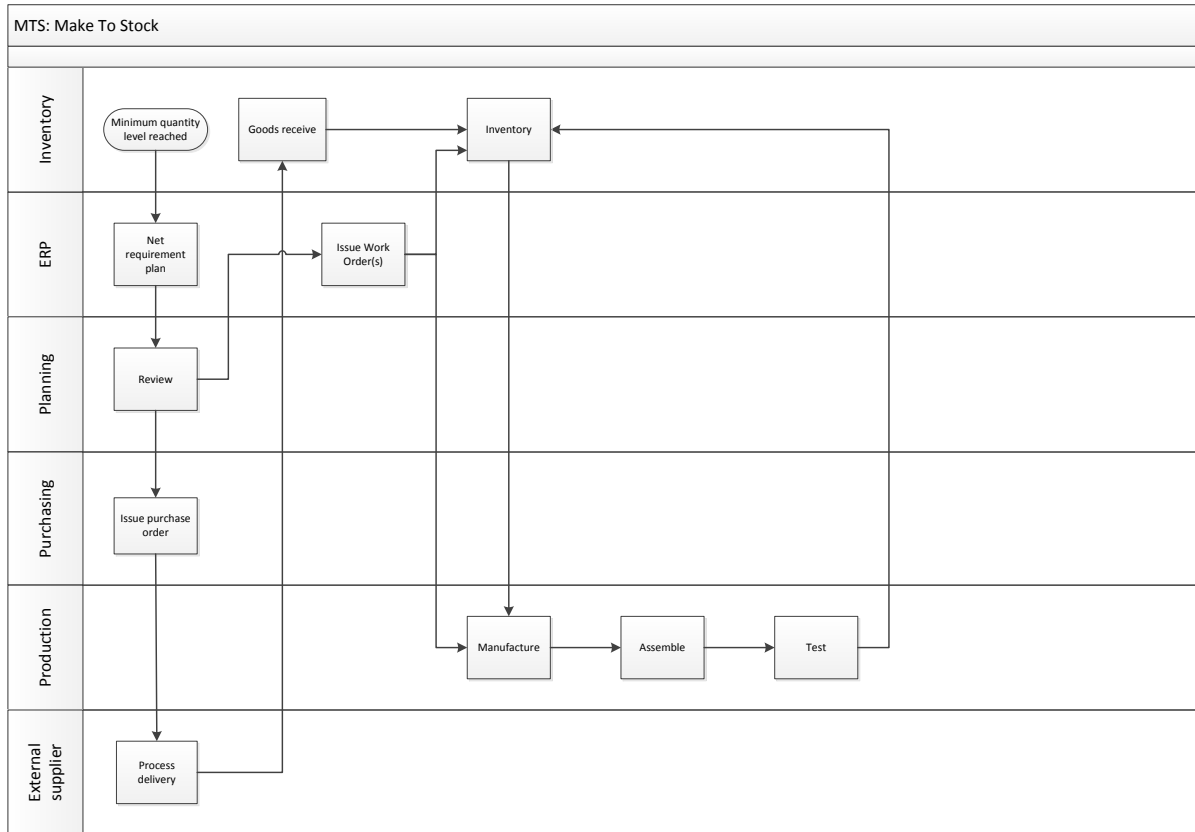 MTS: Make To Stock
Inventory
Minimum quantity
level reached
Goods receive
Inventory
ERP
Net
requirement
plan
Issue Work
Order(s)
Planning
Review
Purchasing
Issue purchase
order
Production
Manufacture
Assemble
Test
External
supplier
Process
delivery